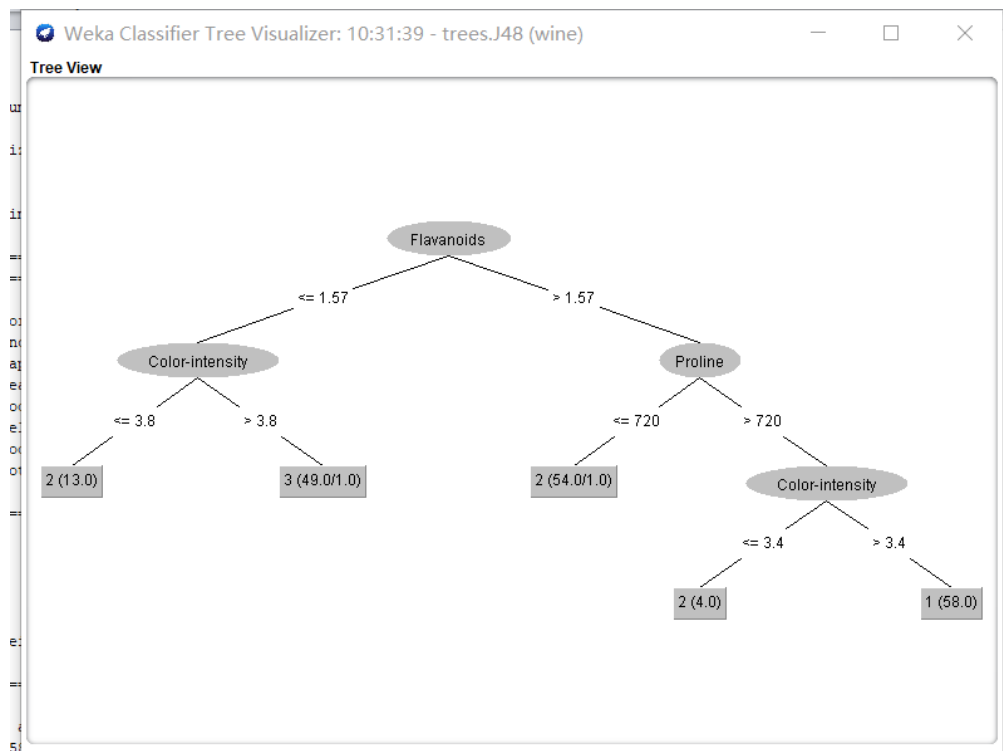 Weka Classifier Tree Visualizer: 10:31:39 - trees.J48 (wine)
Tree View
Flavanoids
<= 1.57 > 1.57
Color-intensity Proline
<= 3.8 > 3.8 <= 720 > 720
2 (13.0) 3 (49.0/1.0) 2 (54.0/1.0) Color-intensity
<= 3.4 > 3.4
2 (4.0) 1 (58.0)